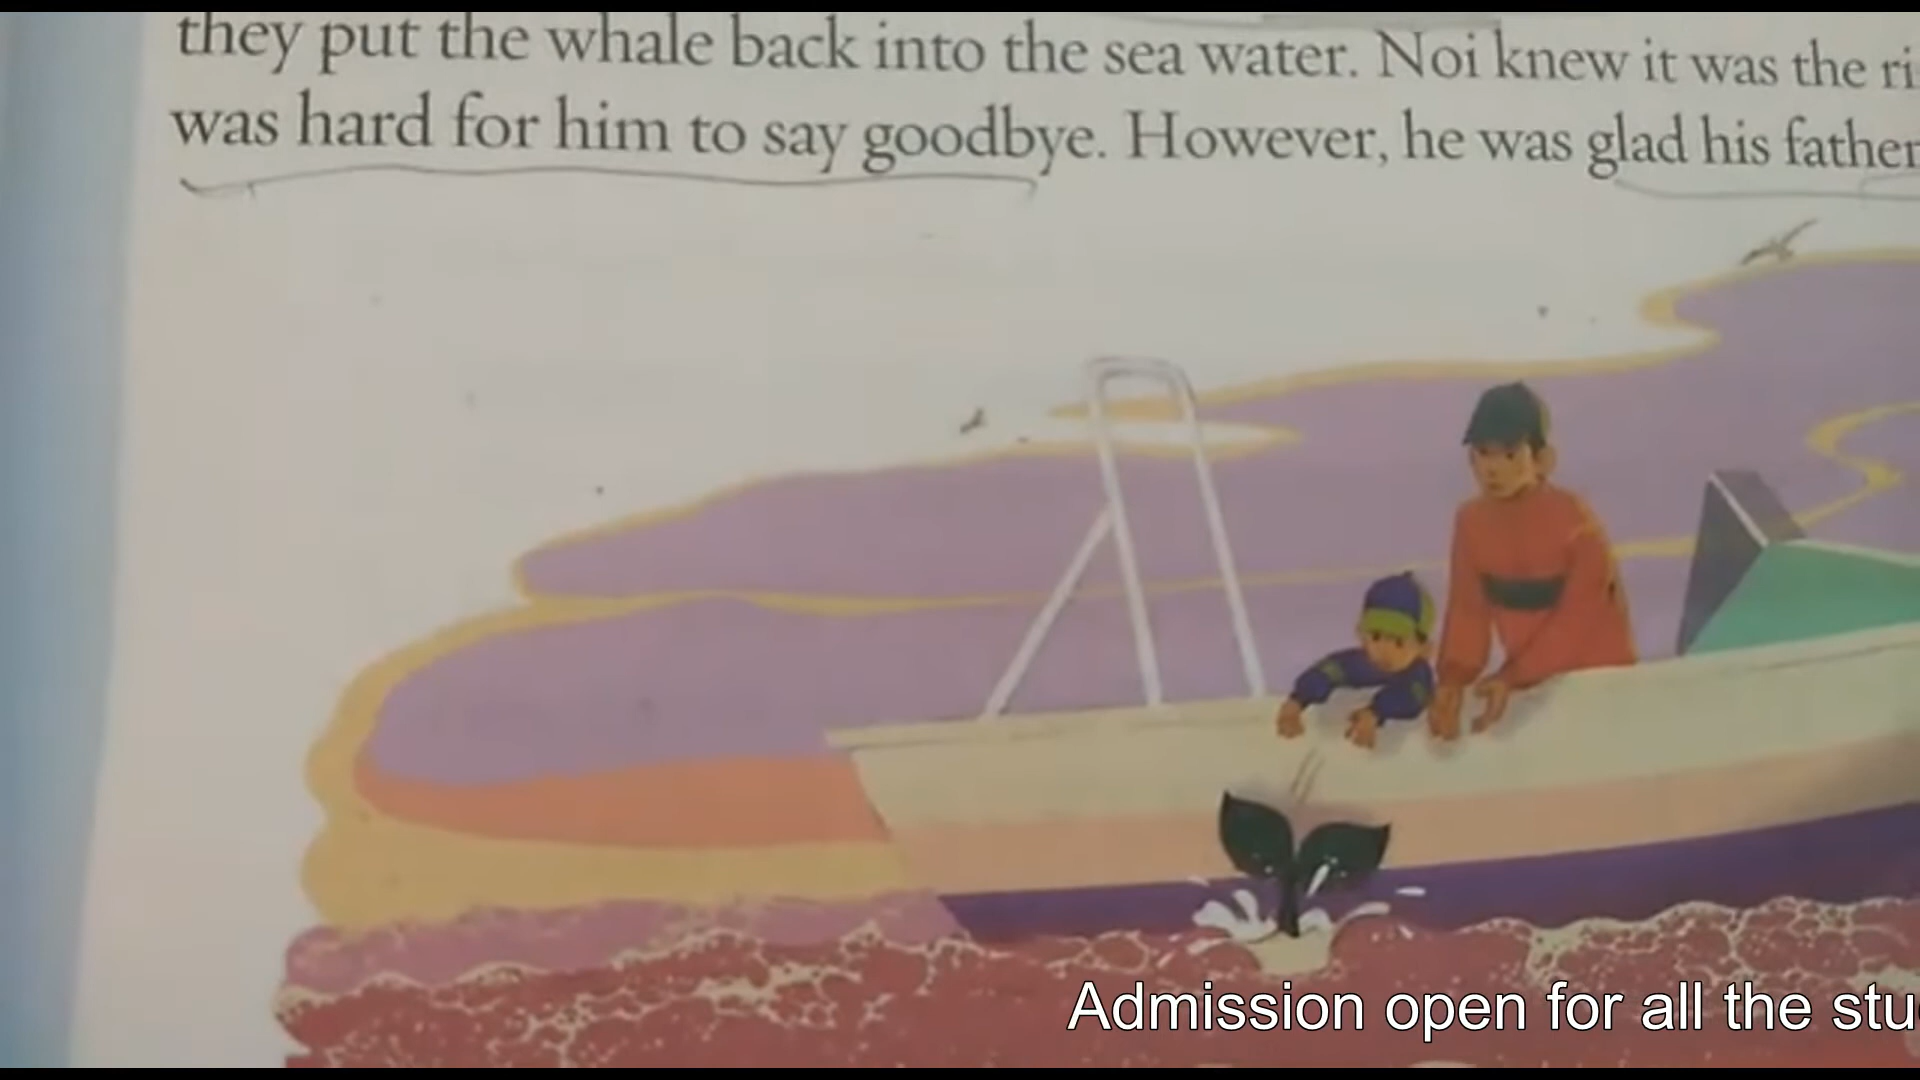 they put the whale back into the sea water. Noi knew it was the
was hard for him to say goodbye. However, he was glad his father
Admission open for all the